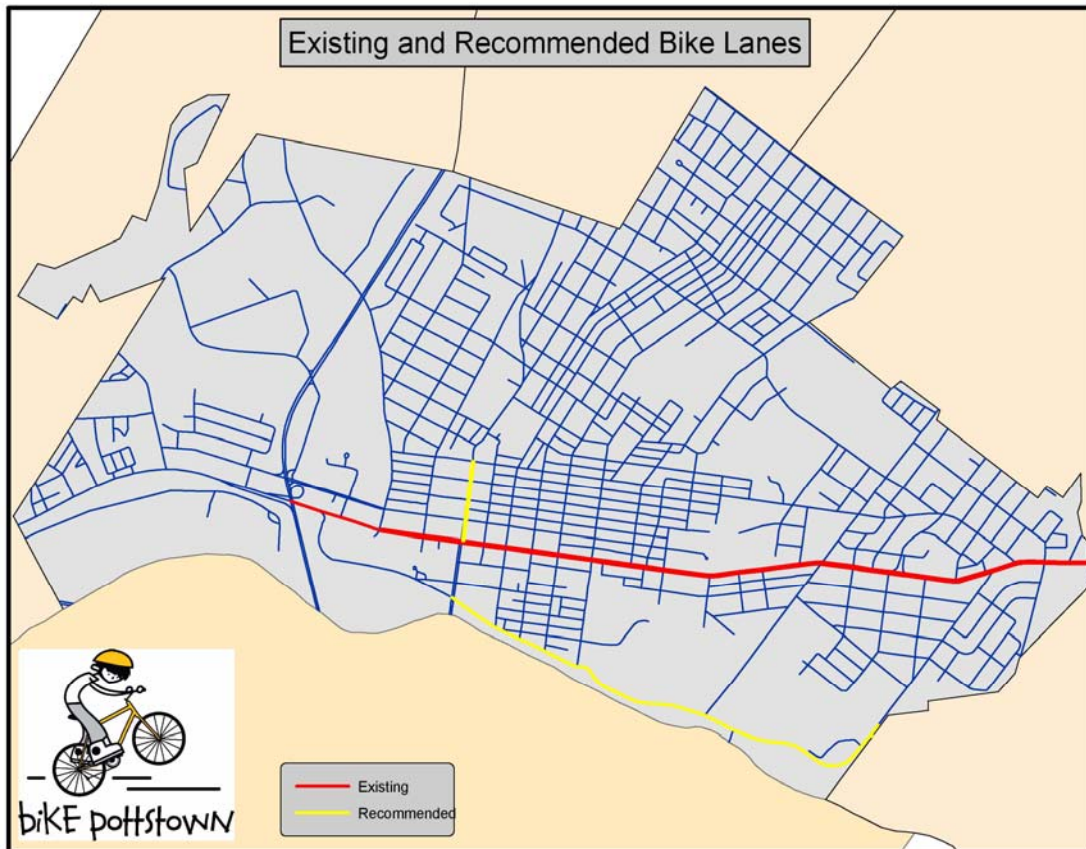 Existing and Recommended Bike Lanes
Existing
Recommended
biKE pottstown